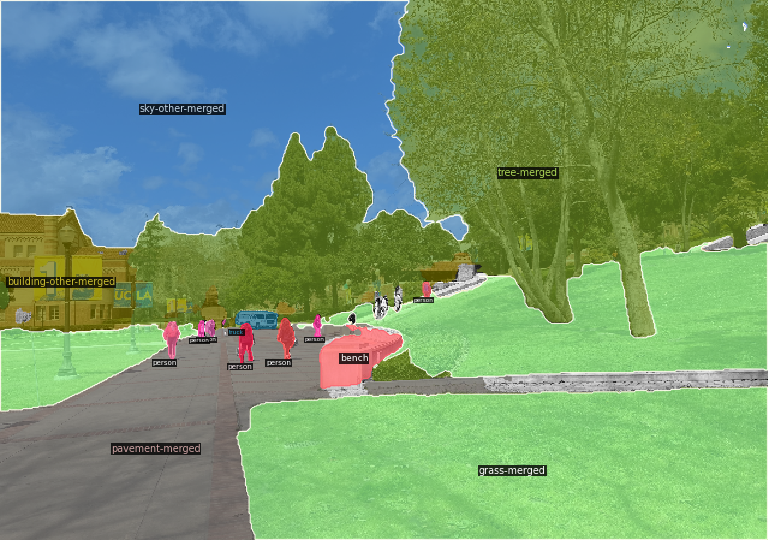 sky-other-merged
tree-merged
building-other-merged
UCLA
person
truck
person
person
person
person
person
bench
pavement-merged
grass-merged